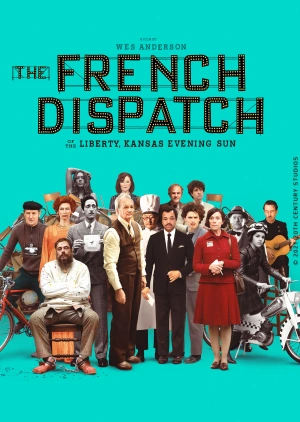 A FILM BY
WES ANDERSON
THE FRENCH
DISPATCH
OF THE LIBERTY, KANSAS EVENING SUN
© 2021 20TH CENTURY STUDIOS